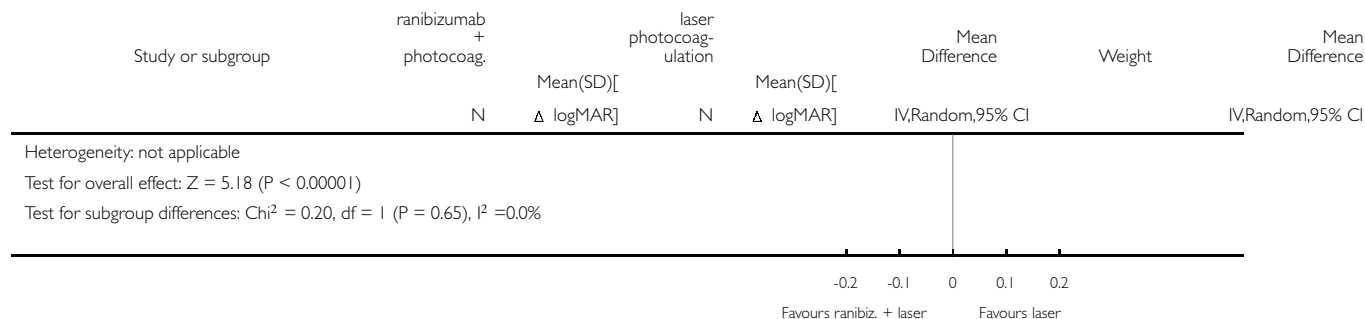 ranibizumab
+
photocoag.
laser
photocoag-
ulation
Study or subgroup
Mean
Difference
Weight
Mean
Difference
Mean(SD)[
Mean(SD)[
N Δ logMAR] N Δ logMAR] IV,Random,95% CI IV,Random,95% CI
Heterogeneity: not applicable
Test for overall effect: Z = 5.18 (P < 0.00001)
Test for subgroup differences: Chi² = 0.20, df = 1 (P = 0.65), I² =0.0%
-0.2 -0.1 0 0.1 0.2
Favours ranibiz. + laser Favours laser